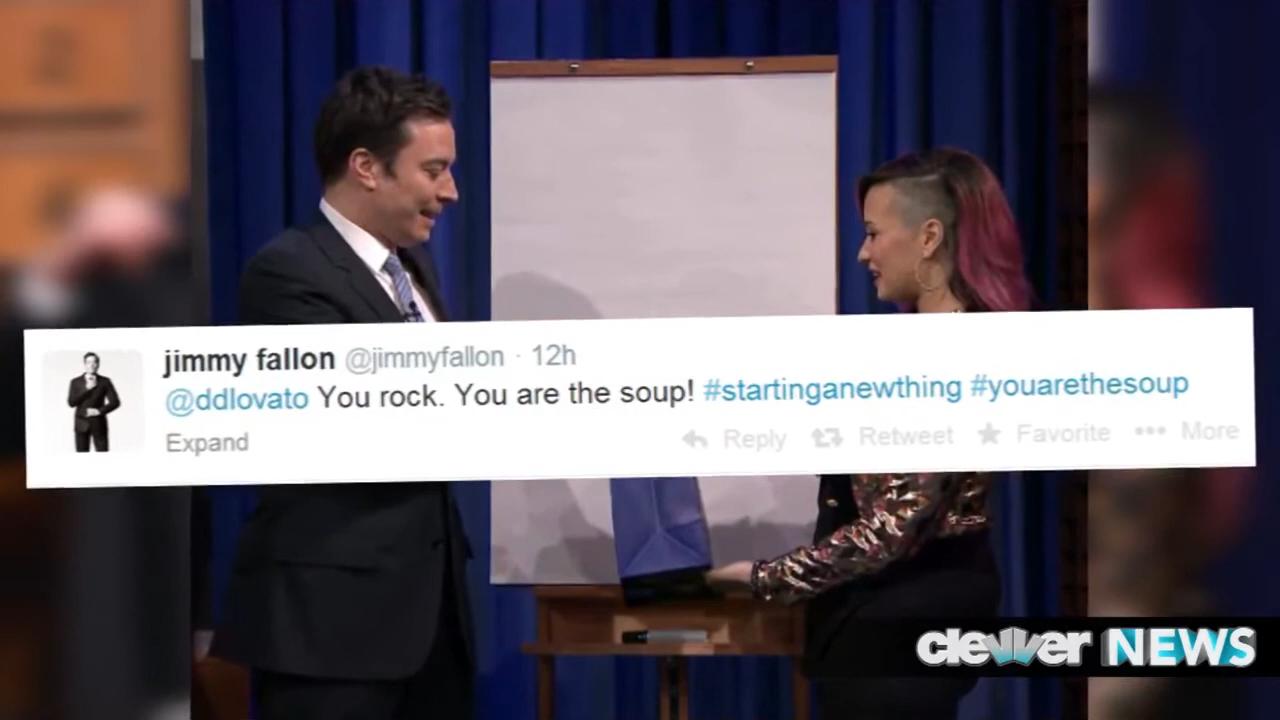 jimmy fallon @jimmyfallon · 12h
@ddlovato You rock. You are the soup! #startinganewthing #youarethesoup
Expand Reply Retweet Favorite More
clevver NEWS